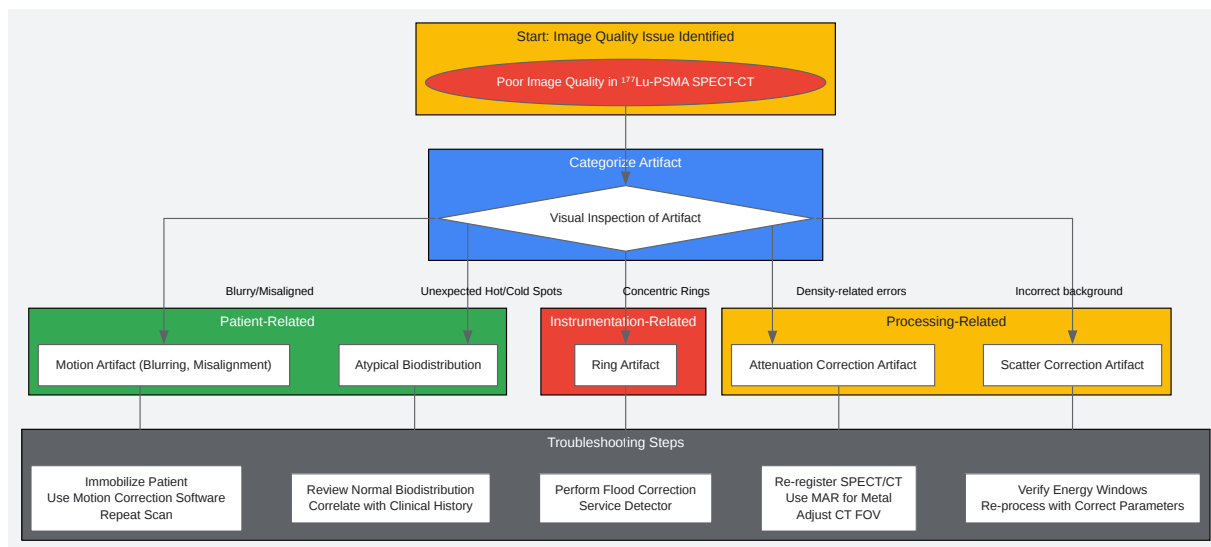 Start: Image Quality Issue Identified
Poor Image Quality in ¹⁷⁷Lu-PSMA SPECT-CT
Categorize Artifact
Visual Inspection of Artifact
Blurry/Misaligned
Unexpected Hot/Cold Spots
Concentric Rings
Density-related errors
Incorrect background
Patient-Related
Instrumentation-Related
Processing-Related
Motion Artifact (Blurring, Misalignment)
Atypical Biodistribution
Ring Artifact
Attenuation Correction Artifact
Scatter Correction Artifact
Troubleshooting Steps
Immobilize Patient
Use Motion Correction Software
Repeat Scan
Review Normal Biodistribution
Correlate with Clinical History
Perform Flood Correction
Service Detector
Re-register SPECT/CT
Use MAR for Metal
Adjust CT FOV
Verify Energy Windows
Re-process with Correct Parameters